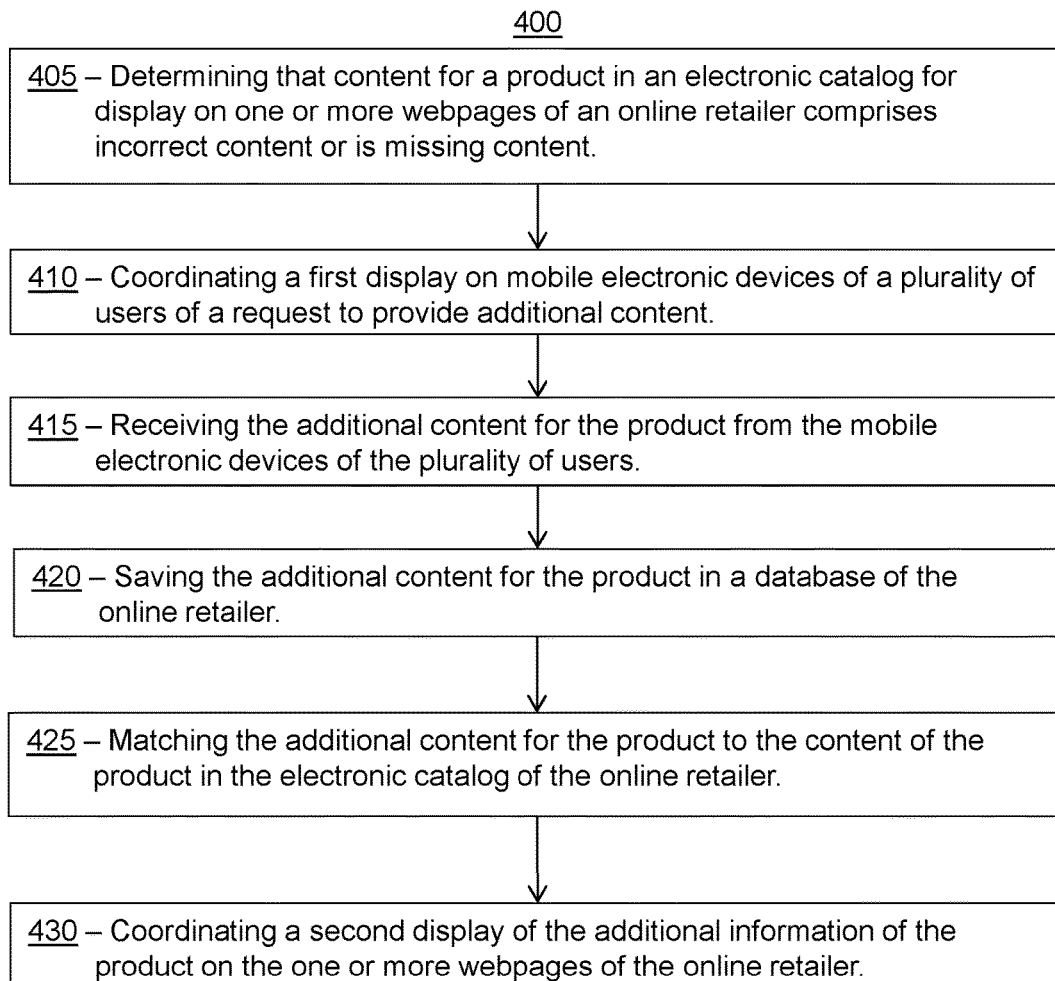 400
405 – Determining that content for a product in an electronic catalog for
display on one or more webpages of an online retailer comprises
incorrect content or is missing content.
410 – Coordinating a first display on mobile electronic devices of a plurality of
users of a request to provide additional content.
415 – Receiving the additional content for the product from the mobile
electronic devices of the plurality of users.
420 – Saving the additional content for the product in a database of the
online retailer.
425 – Matching the additional content for the product to the content of the
product in the electronic catalog of the online retailer.
430 – Coordinating a second display of the additional information of the
product on the one or more webpages of the online retailer.